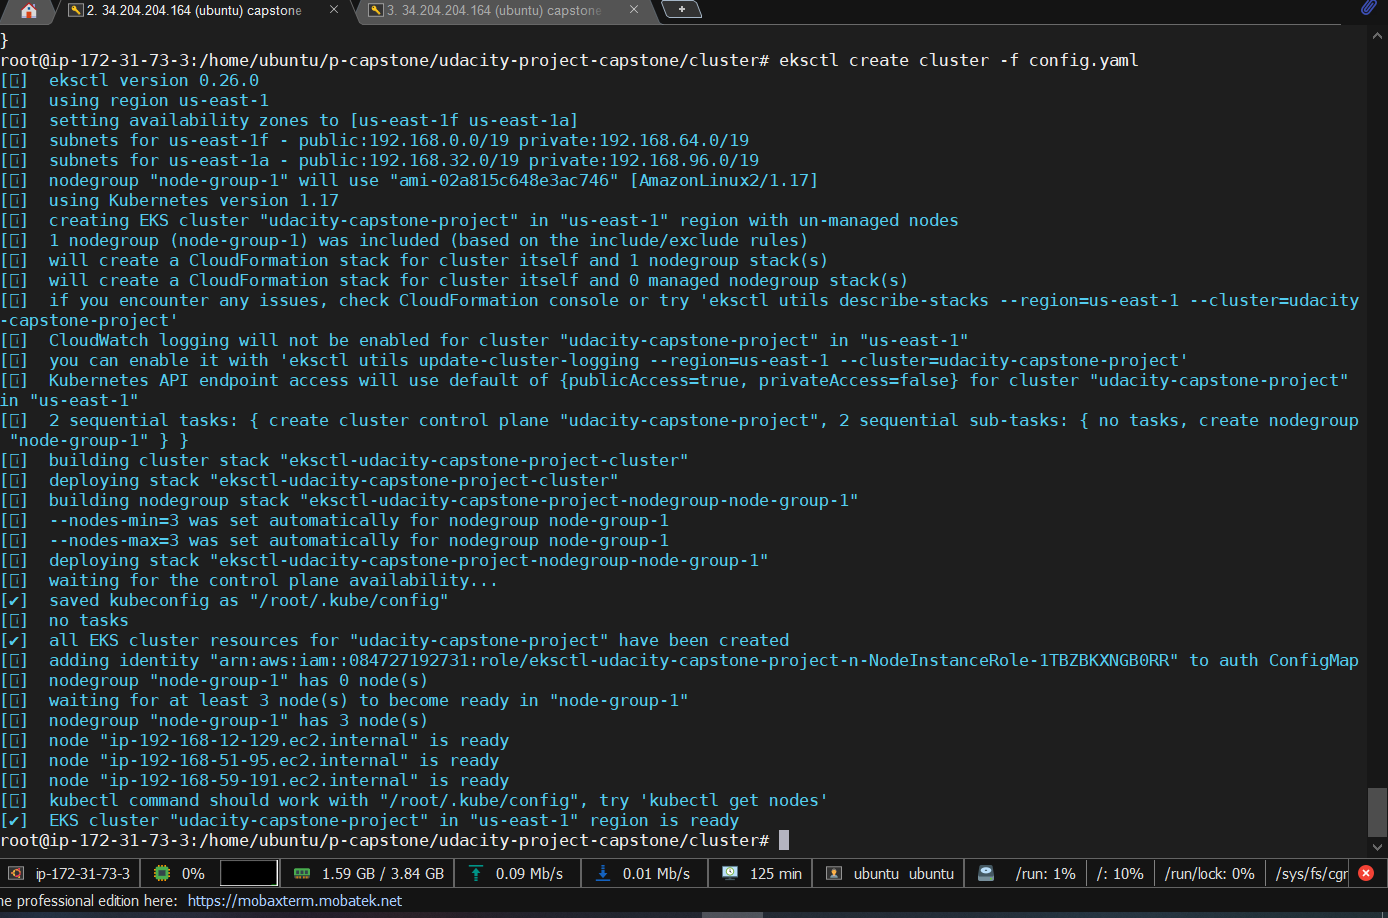 2. 34.204.204.164 (ubuntu) capstone
3. 34.204.204.164 (ubuntu) capstone
}
root@ip-172-31-73-3:/home/ubuntu/p-capstone/udacity-project-capstone/cluster# eksctl create cluster -f config.yaml
[i]  eksctl version 0.26.0
[i]  using region us-east-1
[i]  setting availability zones to [us-east-1f us-east-1a]
[i]  subnets for us-east-1f - public:192.168.0.0/19 private:192.168.64.0/19
[i]  subnets for us-east-1a - public:192.168.32.0/19 private:192.168.96.0/19
[i]  nodegroup "node-group-1" will use "ami-02a815c648e3ac746" [AmazonLinux2/1.17]
[i]  using Kubernetes version 1.17
[i]  creating EKS cluster "udacity-capstone-project" in "us-east-1" region with un-managed nodes
[i]  1 nodegroup (node-group-1) was included (based on the include/exclude rules)
[i]  will create a CloudFormation stack for cluster itself and 1 nodegroup stack(s)
[i]  will create a CloudFormation stack for cluster itself and 0 managed nodegroup stack(s)
[i]  if you encounter any issues, check CloudFormation console or try 'eksctl utils describe-stacks --region=us-east-1 --cluster=udacity
-capstone-project'
[i]  CloudWatch logging will not be enabled for cluster "udacity-capstone-project" in "us-east-1"
[i]  you can enable it with 'eksctl utils update-cluster-logging --region=us-east-1 --cluster=udacity-capstone-project'
[i]  Kubernetes API endpoint access will use default of {publicAccess=true, privateAccess=false} for cluster "udacity-capstone-project"
in "us-east-1"
[i]  2 sequential tasks: { create cluster control plane "udacity-capstone-project", 2 sequential sub-tasks: { no tasks, create nodegroup
"node-group-1" } }
[i]  building cluster stack "eksctl-udacity-capstone-project-cluster"
[i]  deploying stack "eksctl-udacity-capstone-project-cluster"
[i]  building nodegroup stack "eksctl-udacity-capstone-project-nodegroup-node-group-1"
[i]  --nodes-min=3 was set automatically for nodegroup node-group-1
[i]  --nodes-max=3 was set automatically for nodegroup node-group-1
[i]  deploying stack "eksctl-udacity-capstone-project-nodegroup-node-group-1"
[i]  waiting for the control plane availability...
[✔]  saved kubeconfig as "/root/.kube/config"
[i]  no tasks
[✔]  all EKS cluster resources for "udacity-capstone-project" have been created
[i]  adding identity "arn:aws:iam::084727192731:role/eksctl-udacity-capstone-project-n-NodeInstanceRole-1TBZBKXNGB0RR" to auth ConfigMap
[i]  nodegroup "node-group-1" has 0 node(s)
[i]  waiting for at least 3 node(s) to become ready in "node-group-1"
[i]  nodegroup "node-group-1" has 3 node(s)
[i]  node "ip-192-168-12-129.ec2.internal" is ready
[i]  node "ip-192-168-51-95.ec2.internal" is ready
[i]  node "ip-192-168-59-191.ec2.internal" is ready
[i]  kubectl command should work with "/root/.kube/config", try 'kubectl get nodes'
[✔]  EKS cluster "udacity-capstone-project" in "us-east-1" region is ready
root@ip-172-31-73-3:/home/ubuntu/p-capstone/udacity-project-capstone/cluster#
ip-172-31-73-3 0% 1.59 GB / 3.84 GB 0.09 Mb/s 0.01 Mb/s 125 min ubuntu ubuntu /run: 1% /: 10% /run/lock: 0% /sys/fs/cgr
he professional edition here: https://mobaxterm.mobatek.net